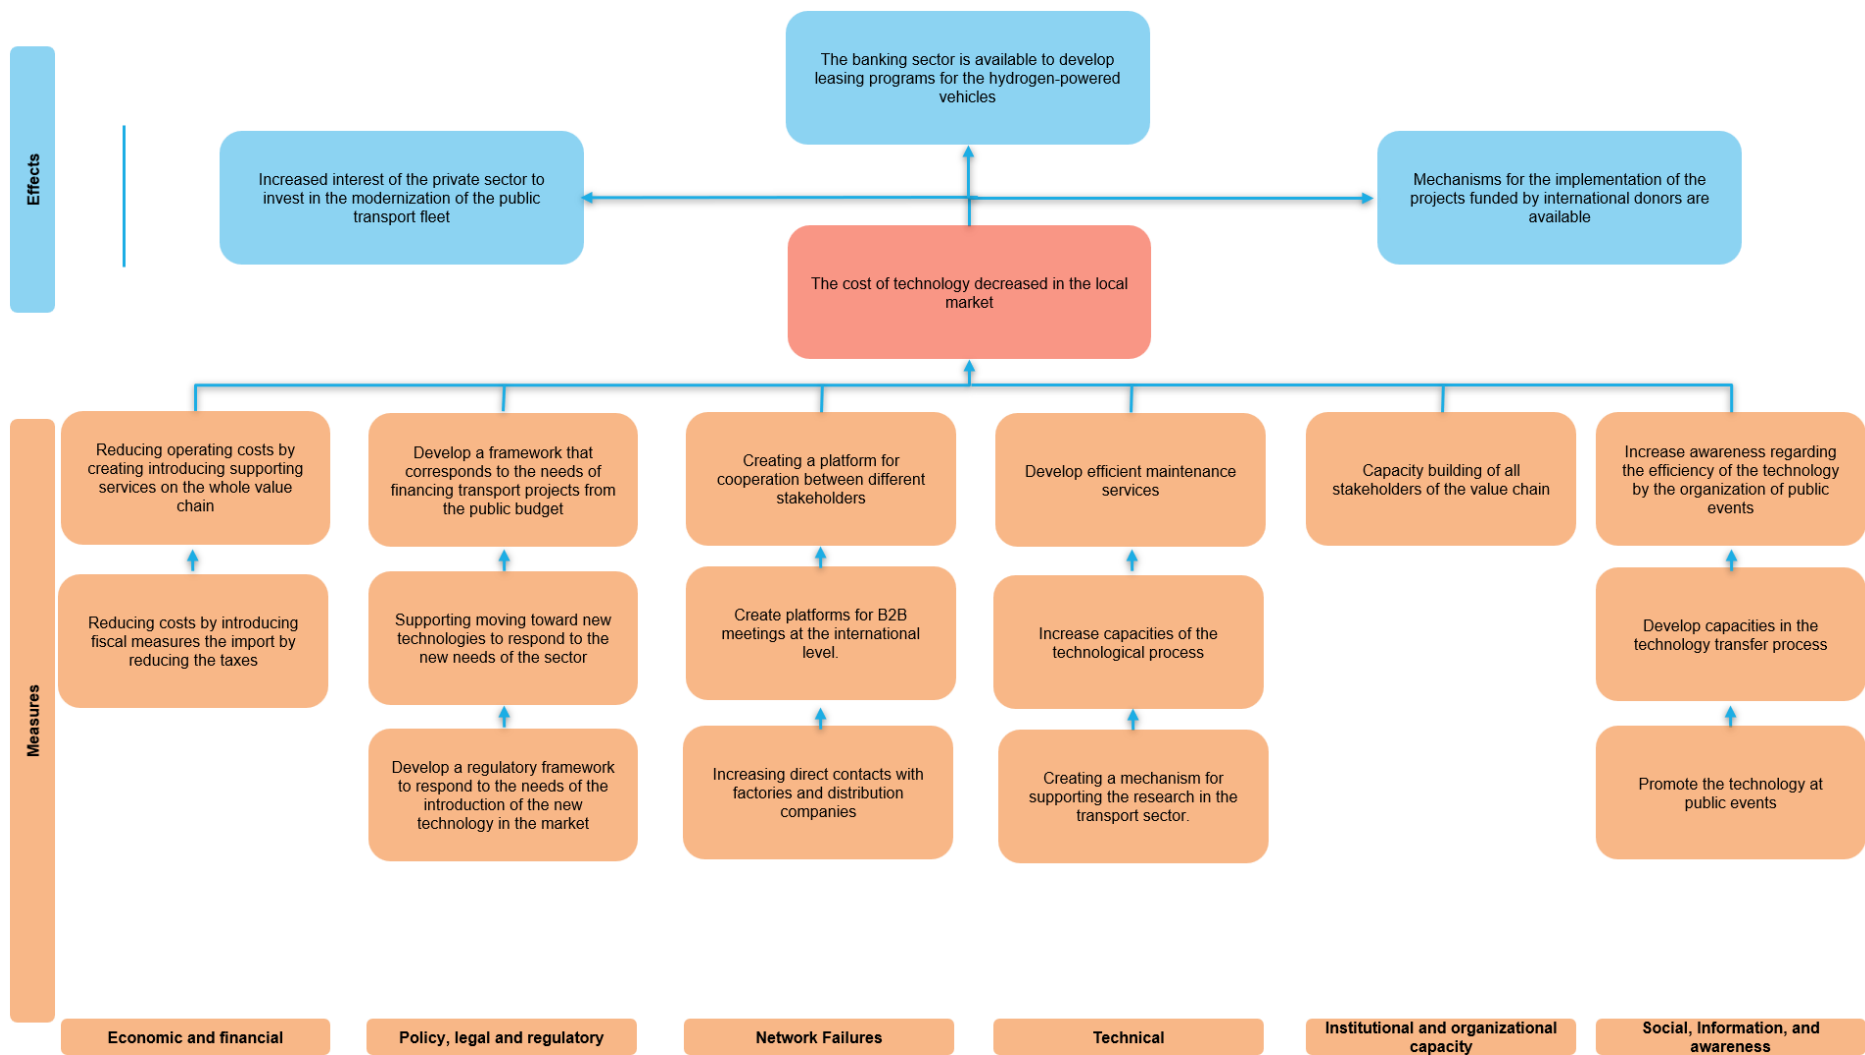 Effects
The banking sector is available to develop
leasing programs for the hydrogen-powered
vehicles
Increased interest of the private sector to
invest in the modernization of the public
transport fleet
Mechanisms for the implementation of the
projects funded by international donors are
available
The cost of technology decreased in the local
market
Measures
Reducing operating costs by
creating introducing supporting
services on the whole value
chain
Develop a framework that
corresponds to the needs of
financing transport projects from
the public budget
Creating a platform for
cooperation between different
stakeholders
Develop efficient maintenance
services
Capacity building of all
stakeholders of the value chain
Increase awareness regarding
the efficiency of the technology
by the organization of public
events
Reducing costs by introducing
fiscal measures the import by
reducing the taxes
Supporting moving toward new
technologies to respond to the
new needs of the sector
Create platforms for B2B
meetings at the international
level.
Increase capacities of the
technological process
Develop capacities in the
technology transfer process
Develop a regulatory framework
to respond to the needs of the
introduction of the new
technology in the market
Increasing direct contacts with
factories and distribution
companies
Creating a mechanism for
supporting the research in the
transport sector.
Promote the technology at
public events
Economic and financial
Policy, legal and regulatory
Network Failures
Technical
Institutional and organizational
capacity
Social, Information, and
awareness